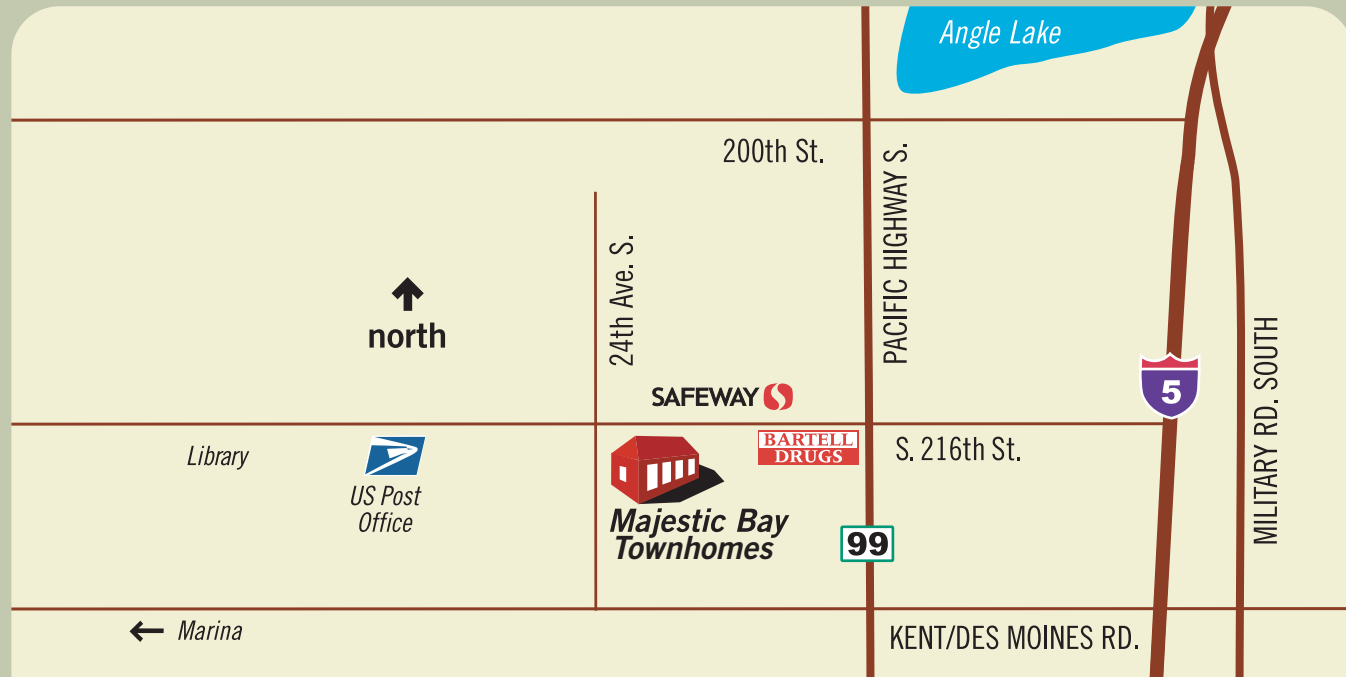 Angle Lake
200th St.
PACIFIC HIGHWAY S.
24th Ave. S.
north
MILITARY RD. SOUTH
SAFEWAY
5
Library
US Post
Office
BARTELL
DRUGS
S. 216th St.
Majestic Bay
Townhomes
99
Marina
KENT/DES MOINES RD.